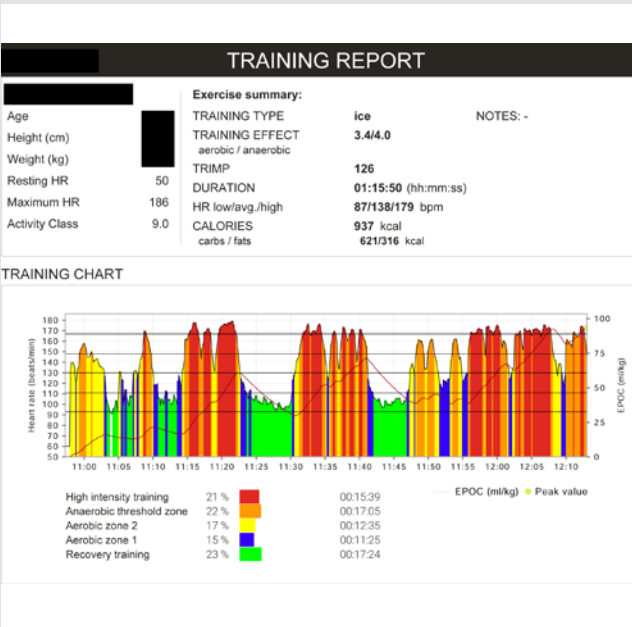 TRAINING REPORT
Exercise summary:
Age
Height (cm)
Weight (kg)
Resting HR 50
Maximum HR 186
Activity Class 9.0
TRAINING TYPE ice NOTES: -
TRAINING EFFECT 3.4/4.0
aerobic / anaerobic
TRIMP 126
DURATION 01:15:50 (hh:mm:ss)
HR low/avg./high 87/138/179 bpm
CALORIES 937 kcal
carbs / fats 621/316 kcal
TRAINING CHART
Heart rate (beats/min)
180
170
160
150
140
130
120
110
100
90
80
70
60
50
100
75
50
25
0
EPOC (ml/kg)
11:00 11:05 11:10 11:15 11:20 11:25 11:30 11:35 11:40 11:45 11:50 11:55 12:00 12:05 12:10
EPOC (ml/kg) Peak value
High intensity training 21 % 00:15:39
Anaerobic threshold zone 22 % 00:17:05
Aerobic zone 2 17 % 00:12:35
Aerobic zone 1 15 % 00:11:25
Recovery training 23 % 00:17:24